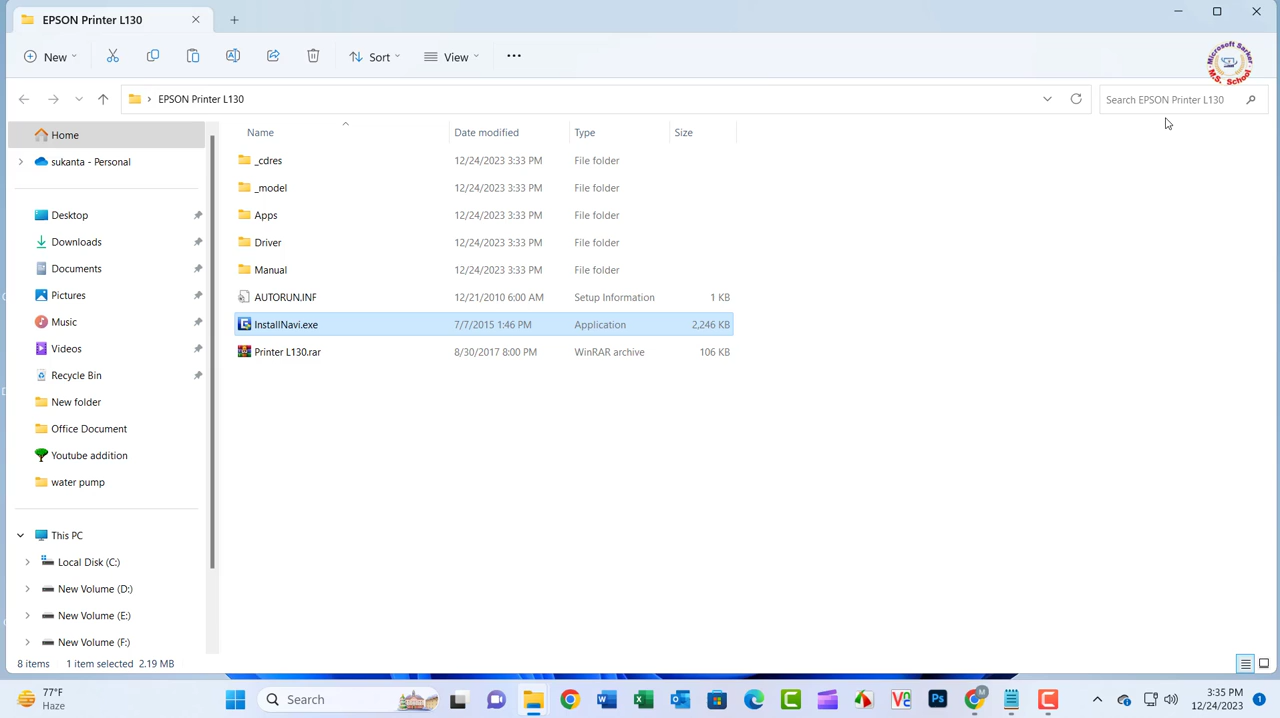 EPSON Printer L130
New
Sort
View
EPSON Printer L130
Search EPSON Printer L130
Microsoft Sarker
M.S. School
Name Date modified Type Size
Home
sukanta - Personal
Desktop
Downloads
Documents
Pictures
Music
Videos
Recycle Bin
New folder
Office Document
Youtube addition
water pump
This PC
Local Disk (C:)
New Volume (D:)
New Volume (E:)
New Volume (F:)
_cdres 12/24/2023 3:33 PM File folder
_model 12/24/2023 3:33 PM File folder
Apps 12/24/2023 3:33 PM File folder
Driver 12/24/2023 3:33 PM File folder
Manual 12/24/2023 3:33 PM File folder
AUTORUN.INF 12/21/2010 6:00 AM Setup Information 1 KB
InstallNavi.exe 7/7/2015 1:46 PM Application 2,246 KB
Printer L130.rar 8/30/2017 8:00 PM WinRAR archive 106 KB
8 items 1 item selected 2.19 MB
77°F
Haze
Search
3:35 PM
12/24/2023
1